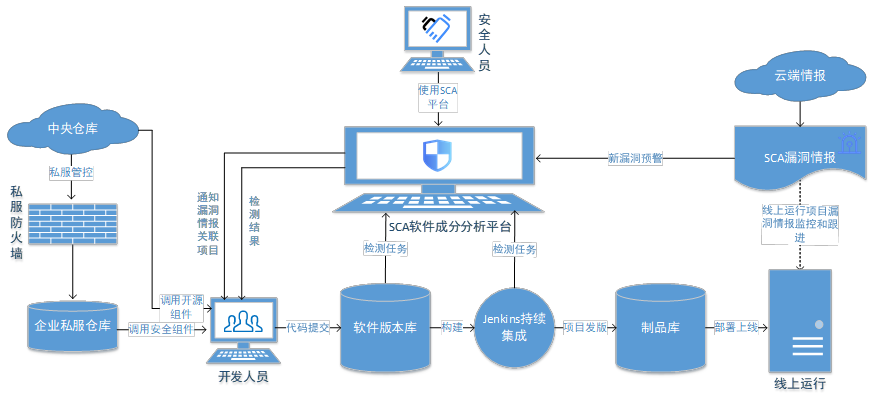 安
全
人
员
使用SCA
平台
云端情报
中央仓库
私服管控
新漏洞预警
SCA漏洞情报
私
服
防
火
墙
通知
漏洞
情报
关联
项目
检
测
结
果
SCA软件成分分析平台
线上运行项目漏
洞情报监控和跟
进
检测任务
检测任务
调用开源
组件
企业私服仓库
调用安全组件
代码提交
软件版本库
构建
Jenkins持续
集成
项目发版
制品库
部署上线
开发人员
线上运行